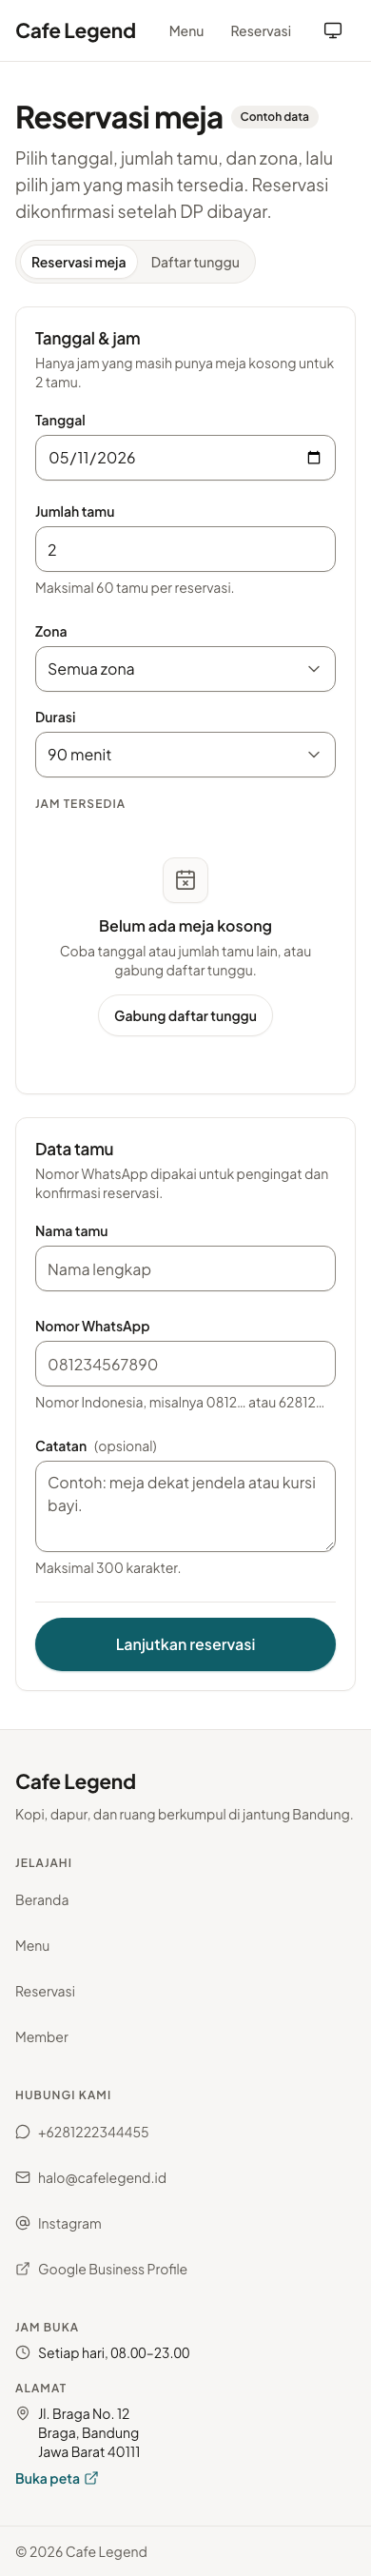 Cafe Legend
Menu
Reservasi
Reservasi meja
Contoh data
Pilih tanggal, jumlah tamu, dan zona, lalu
pilih jam yang masih tersedia. Reservasi
dikonfirmasi setelah DP dibayar.
Reservasi meja
Daftar tunggu
Tanggal & jam
Hanya jam yang masih punya meja kosong untuk
2 tamu.
Tanggal
05/11/2026
Jumlah tamu
2
Maksimal 60 tamu per reservasi.
Zona
Semua zona
Durasi
90 menit
JAM TERSEDIA
Belum ada meja kosong
Coba tanggal atau jumlah tamu lain, atau
gabung daftar tunggu.
Gabung daftar tunggu
Data tamu
Nomor WhatsApp dipakai untuk pengingat dan
konfirmasi reservasi.
Nama tamu
Nama lengkap
Nomor WhatsApp
081234567890
Nomor Indonesia, misalnya 0812… atau 62812…
Catatan (opsional)
Contoh: meja dekat jendela atau kursi
bayi.
Maksimal 300 karakter.
Lanjutkan reservasi
Cafe Legend
Kopi, dapur, dan ruang berkumpul di jantung Bandung.
JELAJAHI
Beranda
Menu
Reservasi
Member
HUBUNGI KAMI
+6281222344455
halo@cafelegend.id
Instagram
Google Business Profile
JAM BUKA
Setiap hari, 08.00–23.00
ALAMAT
Jl. Braga No. 12
Braga, Bandung
Jawa Barat 40111
Buka peta
© 2026 Cafe Legend